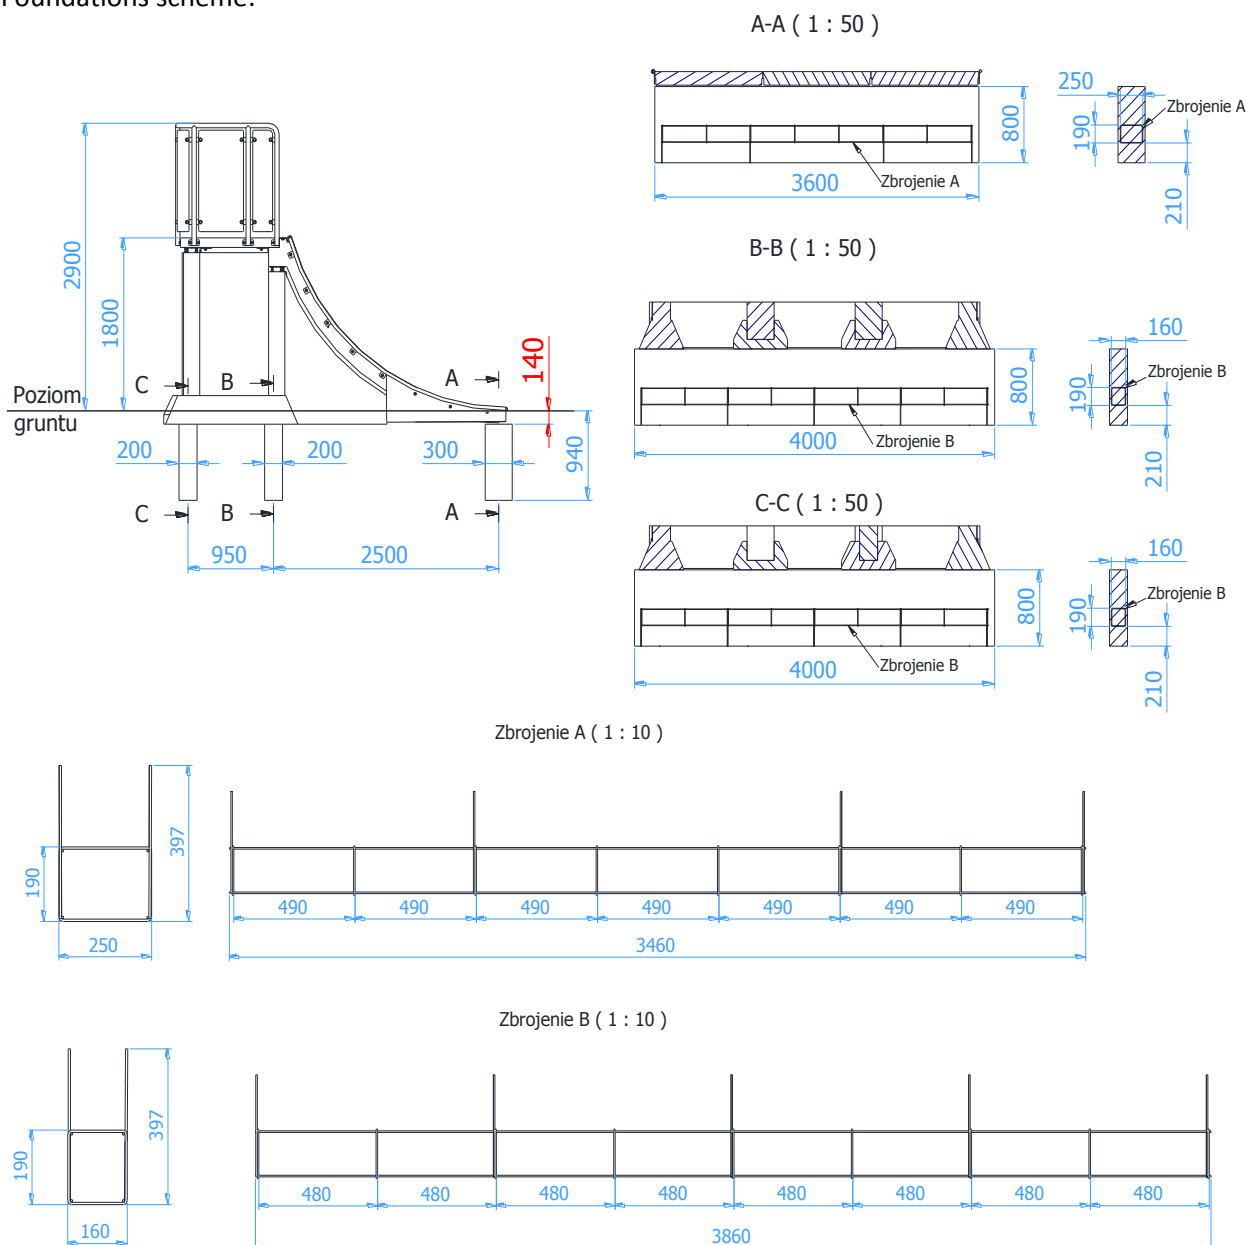 Foundations scheme:
A-A ( 1 : 50 )
250
Zbrojenie A
190
800
210
3600
Zbrojenie A
2900
1800
B-B ( 1 : 50 )
160
Zbrojenie B
190
800
210
4000
Zbrojenie B
140
C
B
A
Poziom
gruntu
200
200
300
940
C
B
A
950
2500
C-C ( 1 : 50 )
160
Zbrojenie B
190
800
210
4000
Zbrojenie B
Zbrojenie A ( 1 : 10 )
397
190
250
490
490
490
490
490
490
490
3460
Zbrojenie B ( 1 : 10 )
397
190
160
480
480
480
480
480
480
480
480
3860